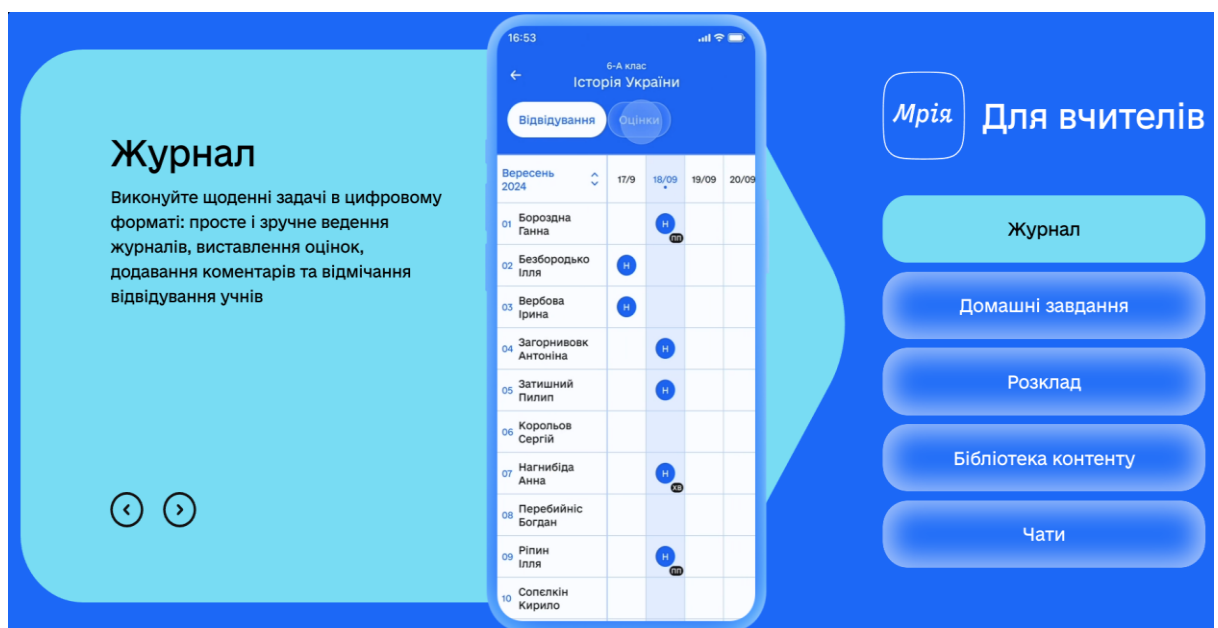 Журнал
Виконуйте щоденні задачі в цифровому
форматі: просте і зручне ведення
журналів, виставлення оцінок,
додавання коментарів та відмічання
відвідування учнів
16:53
6-А клас
Історія України
Відвідування Оцінки
Вересень
2024
17/9 18/09 19/09 20/09
01 Бороздна
Ганна
Н
ПП
02 Безбородько
Ілля
Н
03 Вербова
Ірина
Н
04 Загорнивовк
Антоніна
Н
05 Затишний
Пилип
Н
06 Корольов
Сергій
07 Нагнибіда
Анна
Н
ХВ
08 Перебийніс
Богдан
09 Ріпин
Ілля
Н
ПП
10 Сопєлкін
Кирило
Мрія
Для вчителів
Журнал
Домашні завдання
Розклад
Бібліотека контенту
Чати